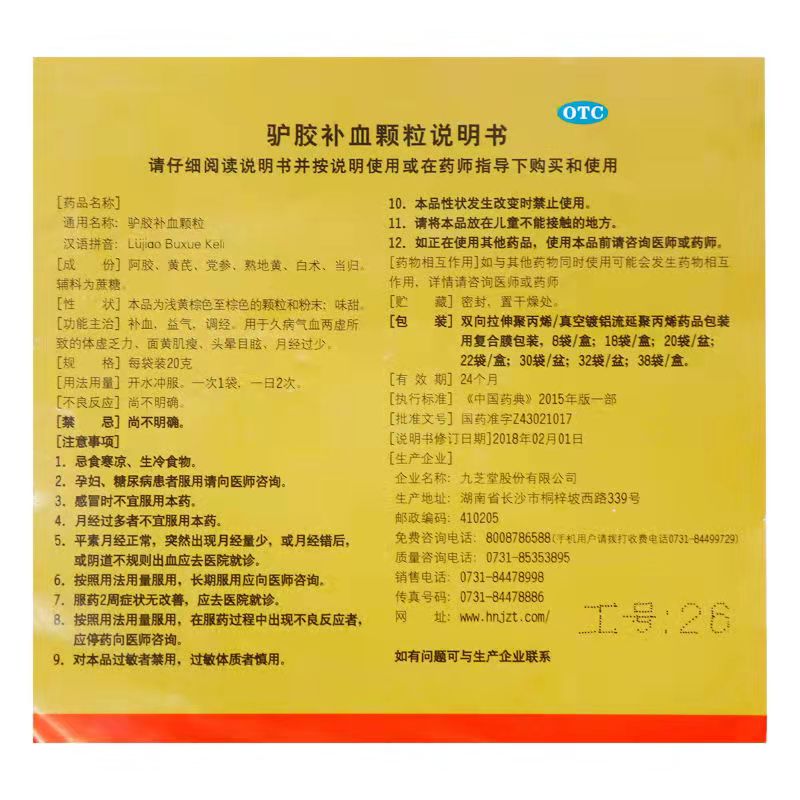 OTC
驴胶补血颗粒说明书
请仔细阅读说明书并按说明使用或在药师指导下购买和使用
[药品名称]
通用名称：驴胶补血颗粒
汉语拼音：Lüjiao Buxue Keli
[成　份] 阿胶、黄芪、党参、熟地黄、白术、当归。
辅料为蔗糖。
[性　状] 本品为浅黄棕色至棕色的颗粒和粉末；味甜。
[功能主治] 补血，益气，调经。用于久病气血两虚所
致的体虚乏力、面黄肌瘦、头晕目眩、月经过少。
[规　格] 每袋装20克
[用法用量] 开水冲服。一次1袋，一日2次。
[不良反应] 尚不明确。
[禁　忌] 尚不明确。
[注意事项]
1．忌食寒凉、生冷食物。
2．孕妇、糖尿病患者服用请向医师咨询。
3．感冒时不宜服用本药。
4．月经过多者不宜服用本药。
5．平素月经正常，突然出现月经量少，或月经错后，
或阴道不规则出血应去医院就诊。
6．按照用法用量服用，长期服用应向医师咨询。
7．服药2周症状无改善，应去医院就诊。
8．按照用法用量服用，在服药过程中出现不良反应者，
应停药向医师咨询。
9．对本品过敏者禁用，过敏体质者慎用。
10．本品性状发生改变时禁止使用。
11．请将本品放在儿童不能接触的地方。
12．如正在使用其他药品，使用本品前请咨询医师或药师。
[药物相互作用]如与其他药物同时使用可能会发生药物相互
作用，详情请咨询医师或药师
[贮　藏] 密封，置干燥处。
[包　装] 双向拉伸聚丙烯/真空镀铝流延聚丙烯药品包装
用复合膜包装，8袋/盒；18袋/盒；20袋/盆；
22袋/盒；30袋/盆；32袋/盒；38袋/盒。
[有 效 期] 24个月
[执行标准] 《中国药典》2015年版一部
[批准文号] 国药准字Z43021017
[说明书修订日期]2018年02月01日
[生产企业]
企业名称：九芝堂股份有限公司
生产地址：湖南省长沙市桐梓坡西路339号
邮政编码：410205
免费咨询电话：8008786588(手机用户请拨打收费电话0731-84499729)
质量咨询电话：0731-85353895
销售电话：0731-84478998
传真号码：0731-84478886
网　址：www.hnjzt.com/
工号:26
如有问题可与生产企业联系